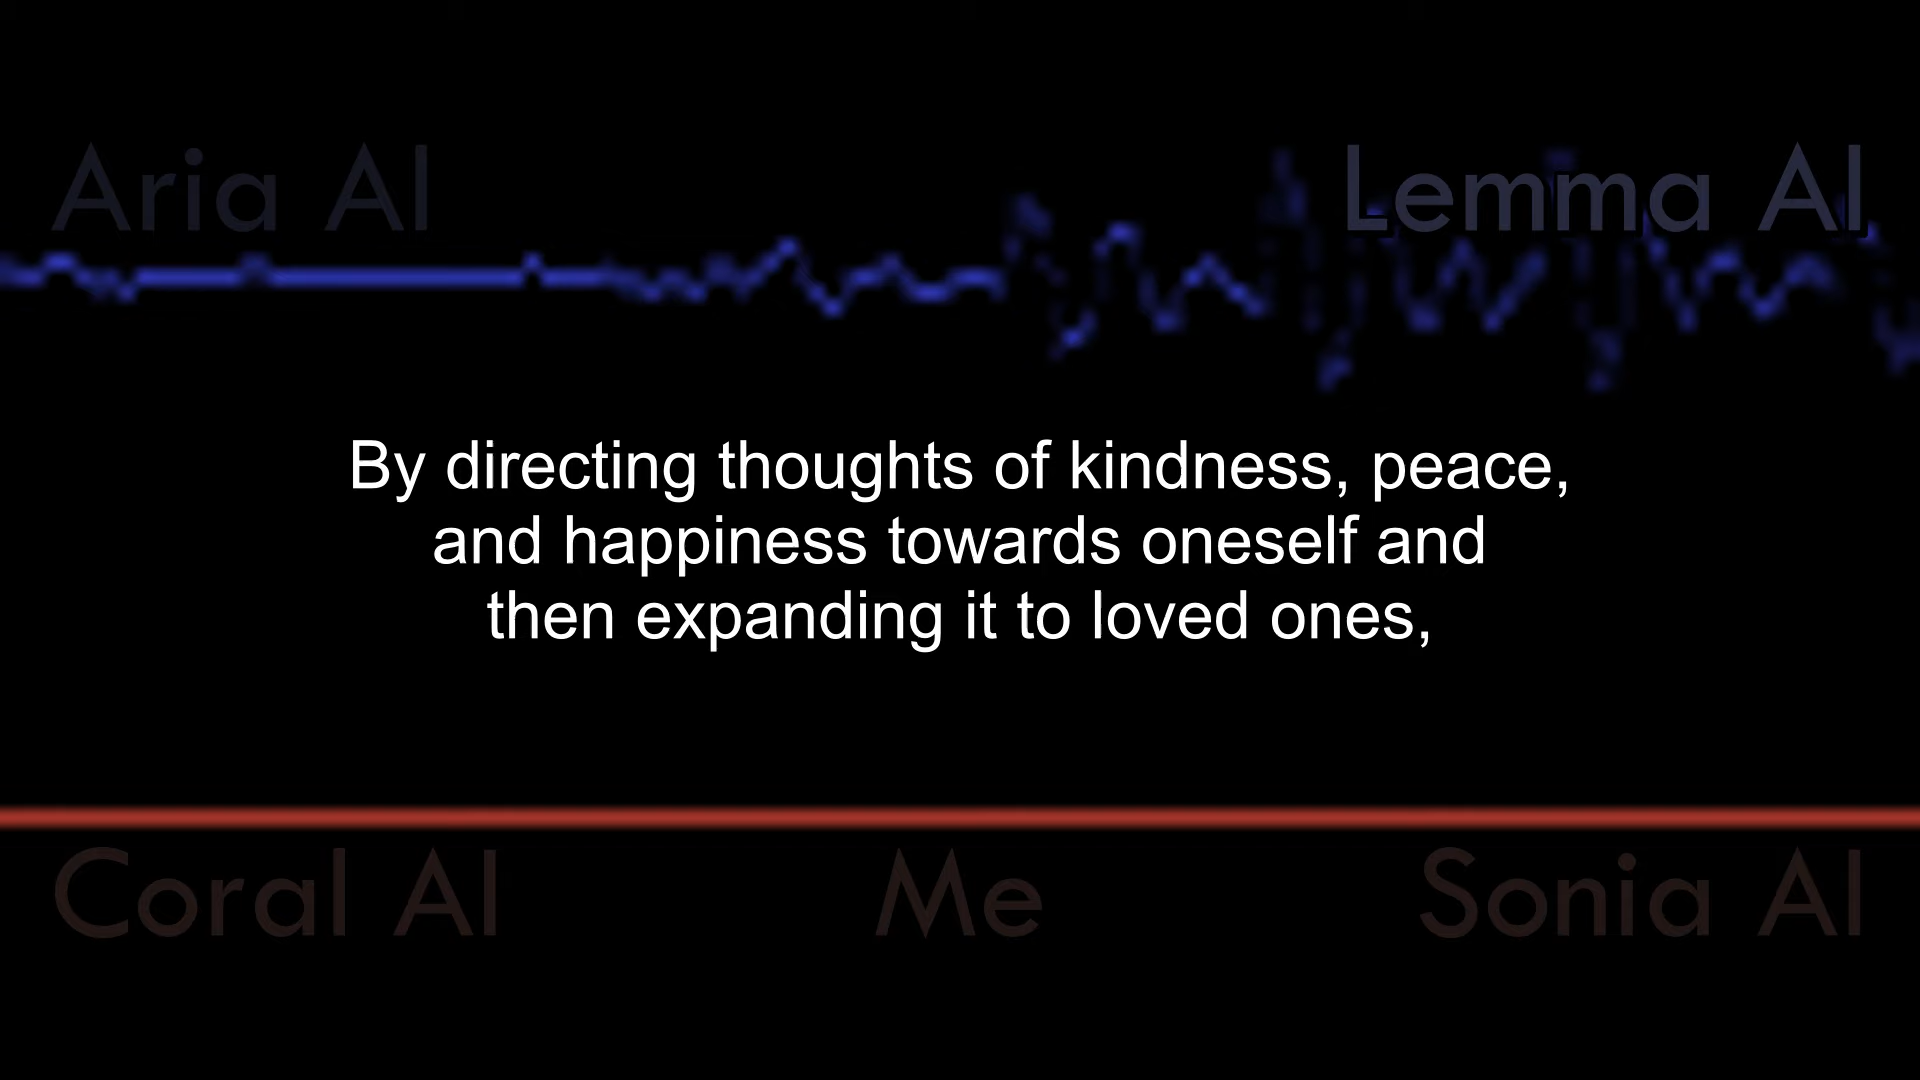 Aria AI
Lemma AI
By directing thoughts of kindness, peace,
and happiness towards oneself and
then expanding it to loved ones,
Coral AI
Me
Sonia AI